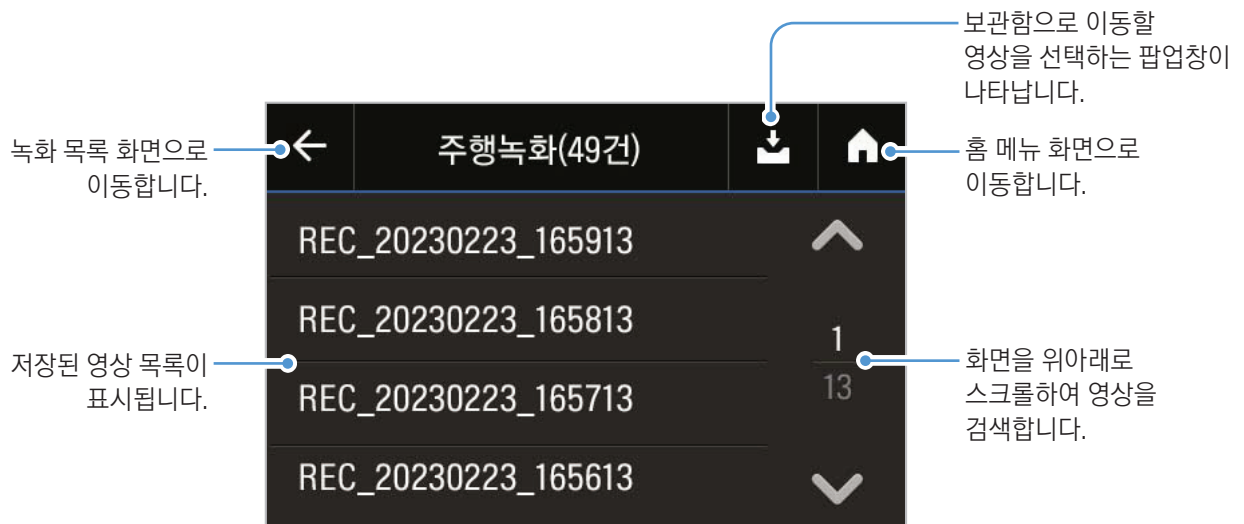 보관함으로 이동할
영상을 선택하는 팝업창이
나타납니다.
녹화 목록 화면으로
이동합니다.
주행녹화(49건)
홈 메뉴 화면으로
이동합니다.
REC_20230223_165913
REC_20230223_165813
저장된 영상 목록이
표시됩니다.
1
13
화면을 위아래로
스크롤하여 영상을
검색합니다.
REC_20230223_165713
REC_20230223_165613